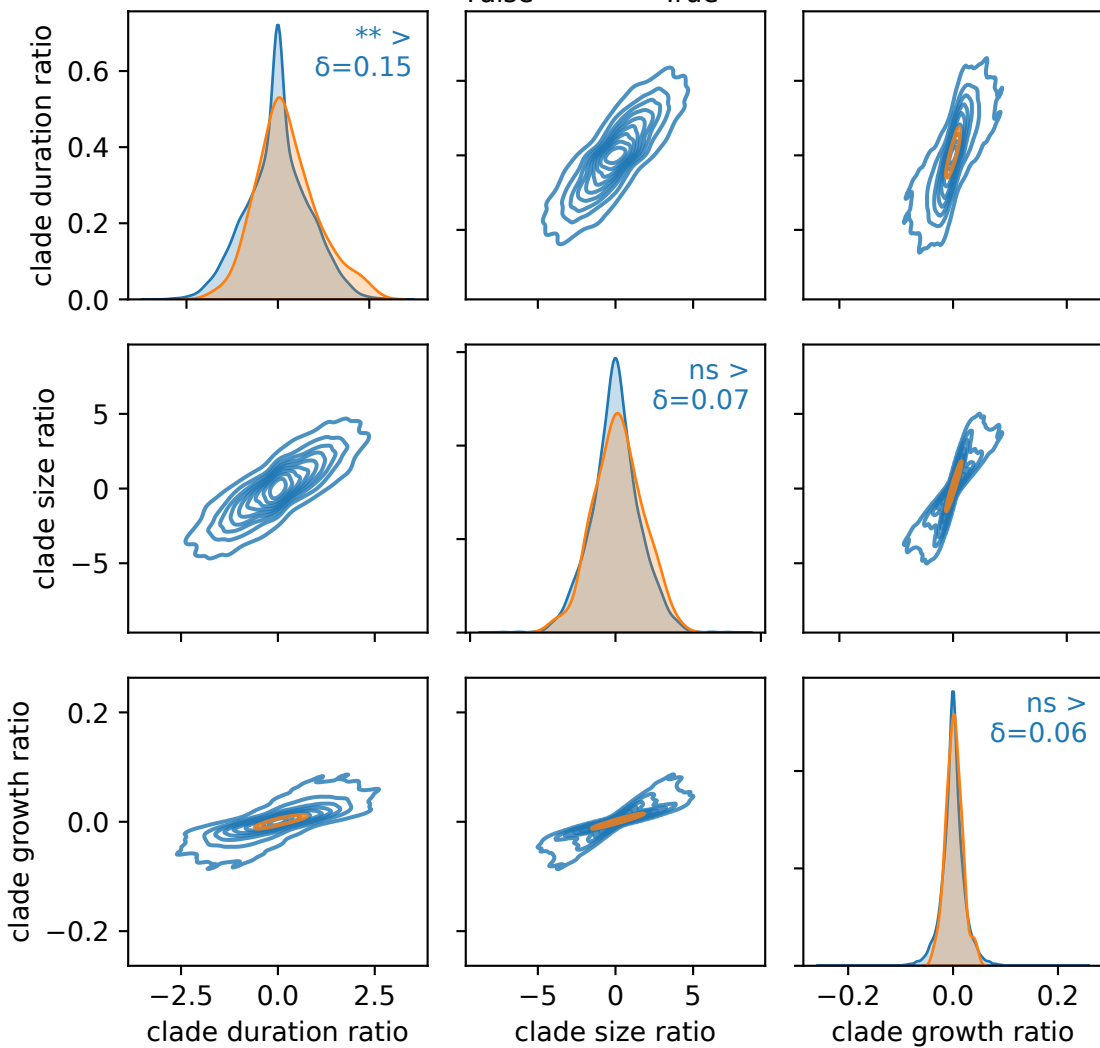 clade duration ratio
0.6
0.4
0.2
0.0
** >
δ=0.15
clade size ratio
5
0
−5
ns >
δ=0.07
clade growth ratio
0.2
0.0
−0.2
ns >
δ=0.06
−2.5 0.0 2.5
−5 0 5
−0.2 0.0 0.2
clade duration ratio
clade size ratio
clade growth ratio